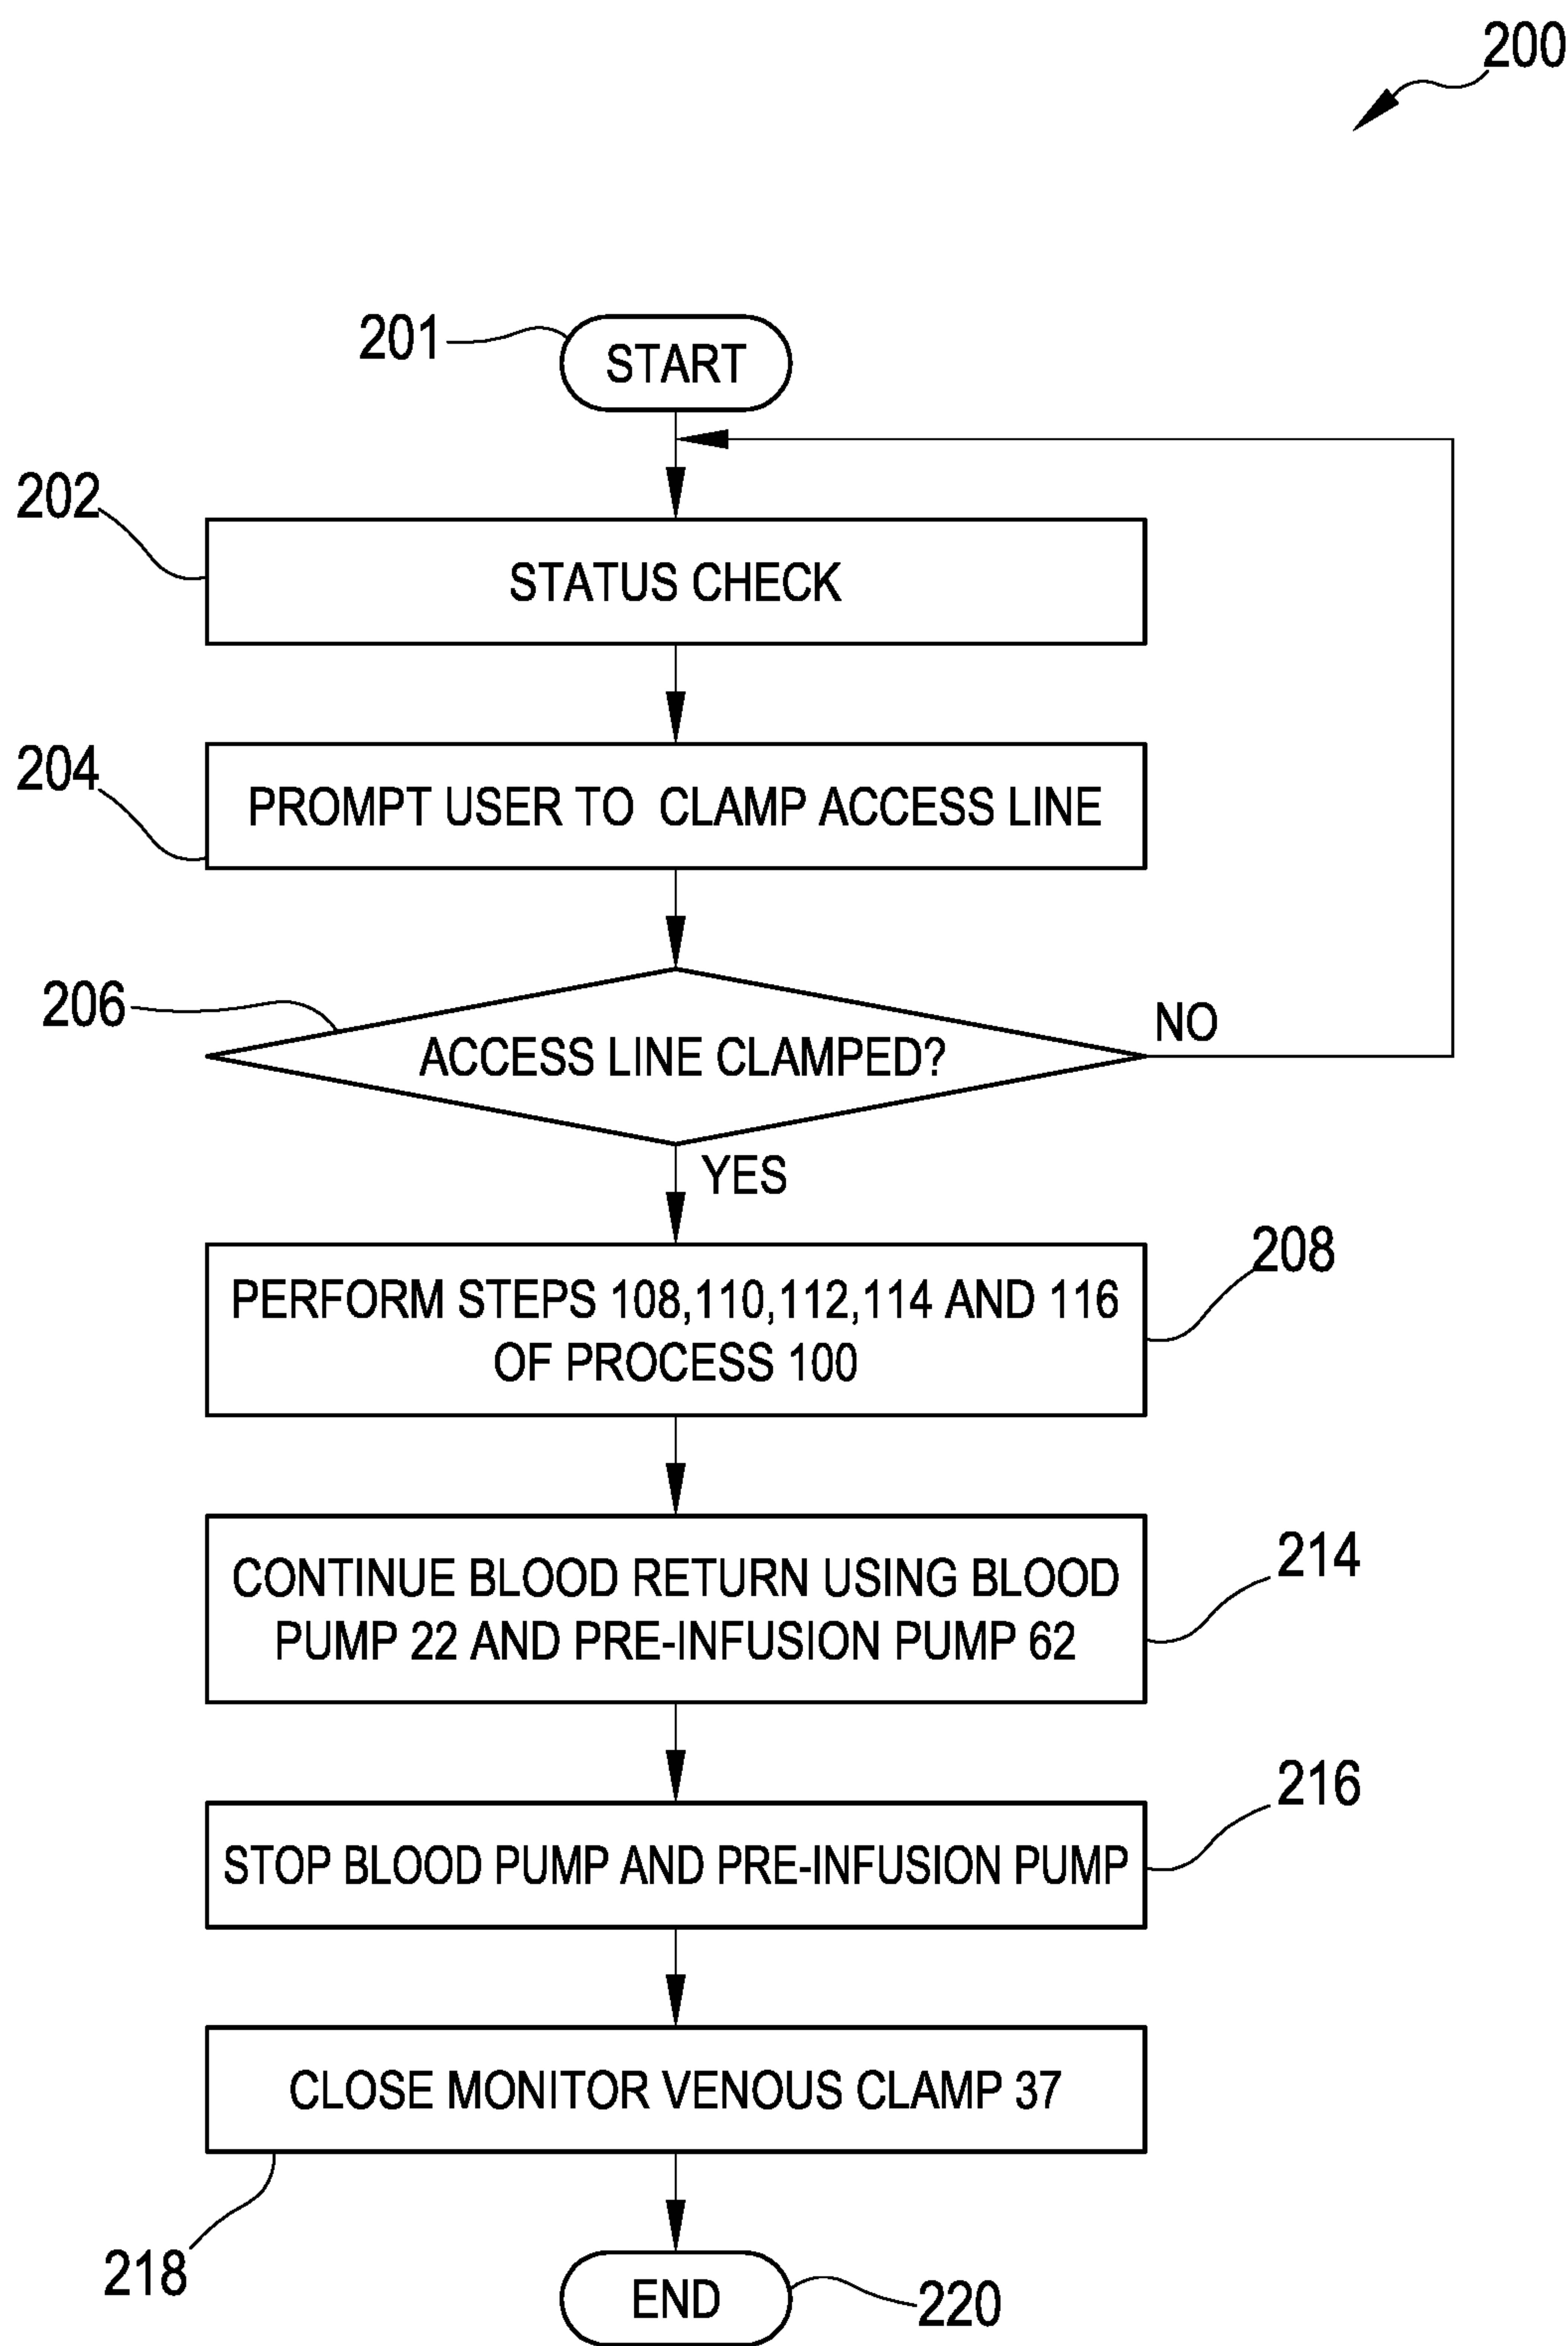 200
201
START
202
STATUS CHECK
204
PROMPT USER TO CLAMP ACCESS LINE
206
ACCESS LINE CLAMPED?
NO
YES
208
PERFORM STEPS 108,110,112,114 AND 116
OF PROCESS 100
214
CONTINUE BLOOD RETURN USING BLOOD
PUMP 22 AND PRE-INFUSION PUMP 62
216
STOP BLOOD PUMP AND PRE-INFUSION PUMP
CLOSE MONITOR VENOUS CLAMP 37
218
END
220